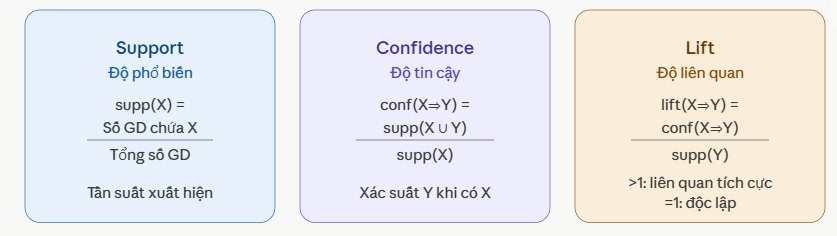 Support
Độ phổ biến
supp(X) =
Số GD chứa X
Tổng số GD
Tần suất xuất hiện
Confidence
Độ tin cậy
conf(X⇒Y) =
supp(X ∪ Y)
supp(X)
Xác suất Y khi có X
Lift
Độ liên quan
lift(X⇒Y) =
conf(X⇒Y)
supp(Y)
>1: liên quan tích cực
=1: độc lập